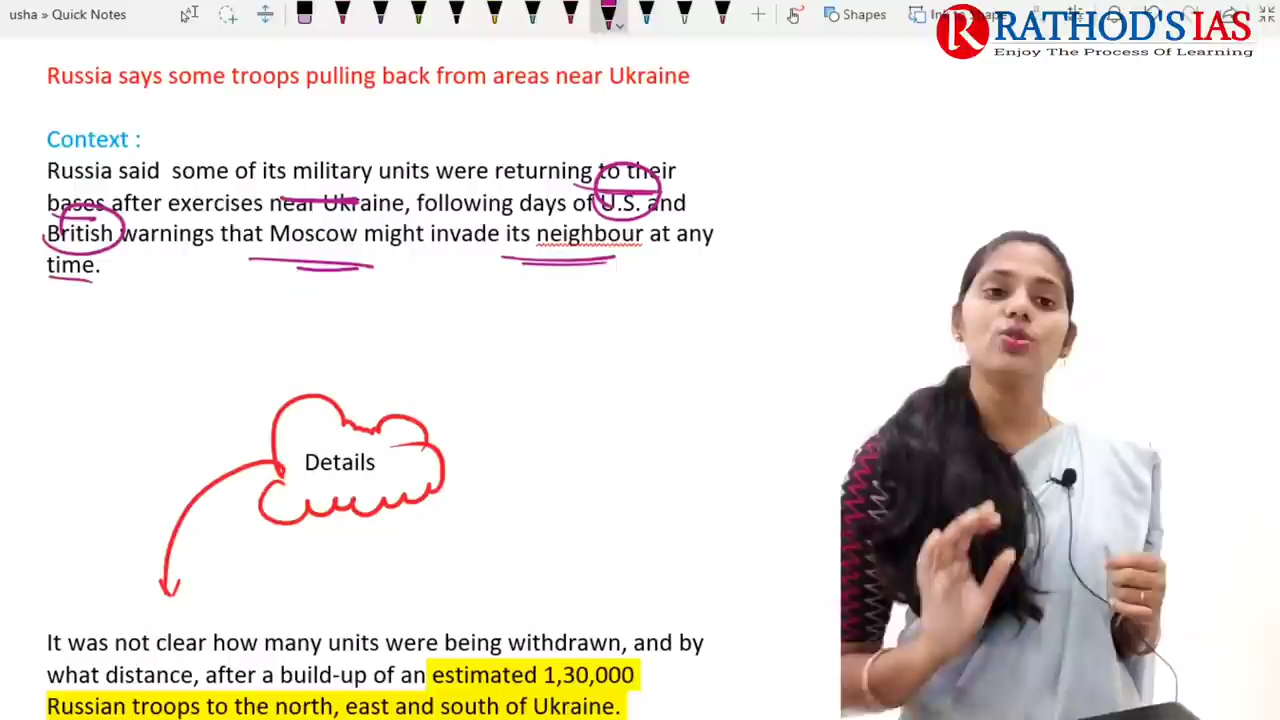 usha » Quick Notes
Shapes
RATHOD'S IAS
Enjoy The Process Of Learning
Russia says some troops pulling back from areas near Ukraine
Context :
Russia said some of its military units were returning to their
bases after exercises near Ukraine, following days of U.S. and
British warnings that Moscow might invade its neighbour at any
time.
Details
It was not clear how many units were being withdrawn, and by
what distance, after a build-up of an estimated 1,30,000
Russian troops to the north, east and south of Ukraine.